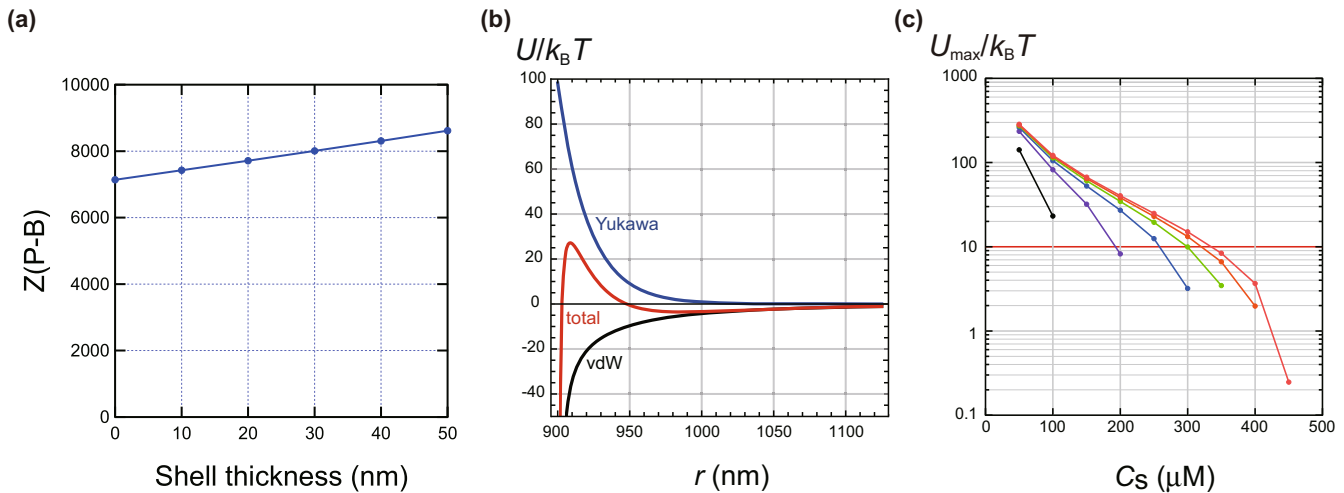 (a)
10000
8000
6000
4000
2000
0
Z(P-B)
0 10 20 30 40 50
Shell thickness (nm)
(b)
U/kBT
100
80
60
40
20
0
-20
-40
Yukawa
total
vdW
900 950 1000 1050 1100
r (nm)
(c)
Umax/kBT
1000
100
10
1
0.1
0 100 200 300 400 500
Cs (μM)